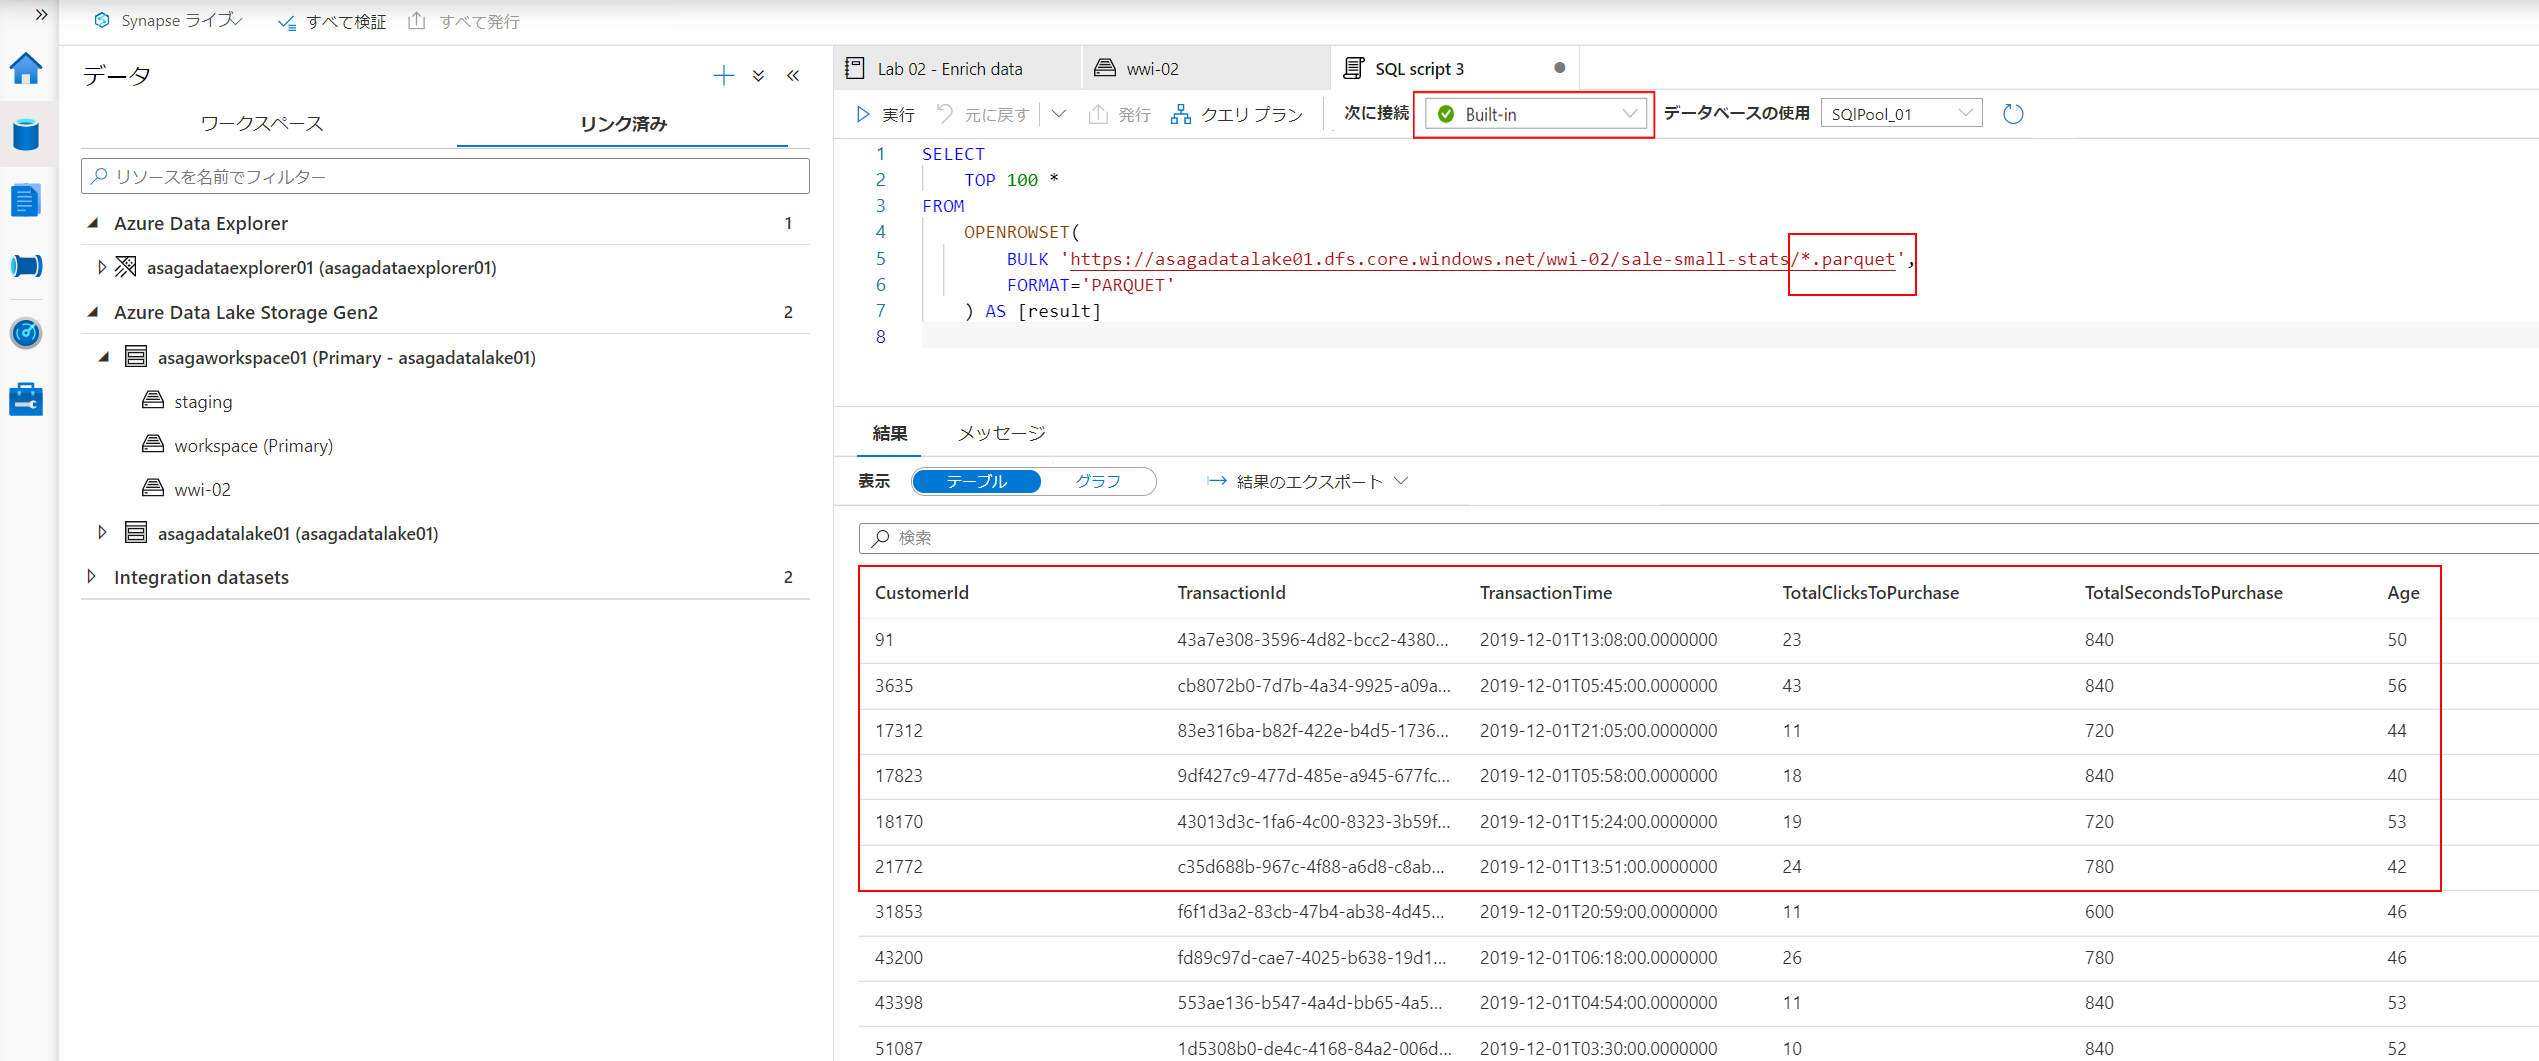 Synapse ライブ
すべて検証
すべて発行
データ
ワークスペース
リンク済み
リソースを名前でフィルター
Azure Data Explorer 1
asagadataexplorer01 (asagadataexplorer01)
Azure Data Lake Storage Gen2 2
asagaworkspace01 (Primary - asagadatalake01)
staging
workspace (Primary)
wwi-02
asagadatalake01 (asagadatalake01)
Integration datasets 2
Lab 02 - Enrich data
wwi-02
SQL script 3
実行 元に戻す 発行 クエリ プラン 次に接続 Built-in データベースの使用 SQlPool_01
1 SELECT
2 TOP 100 *
3 FROM
4 OPENROWSET(
5 BULK 'https://asagadatalake01.dfs.core.windows.net/wwi-02/sale-small-stats/*.parquet',
6 FORMAT='PARQUET'
7 ) AS [result]
8
結果 メッセージ
表示 テーブル グラフ 結果のエクスポート
検索
CustomerId TransactionId TransactionTime TotalClicksToPurchase TotalSecondsToPurchase Age
91 43a7e308-3596-4d82-bcc2-4380... 2019-12-01T13:08:00.0000000 23 840 50
3635 cb8072b0-7d7b-4a34-9925-a09a... 2019-12-01T05:45:00.0000000 43 840 56
17312 83e316ba-b82f-422e-b4d5-1736... 2019-12-01T21:05:00.0000000 11 720 44
17823 9df427c9-477d-485e-a945-677fc... 2019-12-01T05:58:00.0000000 18 840 40
18170 43013d3c-1fa6-4c00-8323-3b59f... 2019-12-01T15:24:00.0000000 19 720 53
21772 c35d688b-967c-4f88-a6d8-c8ab... 2019-12-01T13:51:00.0000000 24 780 42
31853 f6f1d3a2-83cb-47b4-ab38-4d45... 2019-12-01T20:59:00.0000000 11 600 46
43200 fd89c97d-cae7-4025-b638-19d1... 2019-12-01T06:18:00.0000000 26 780 46
43398 553ae136-b547-4a4d-bb65-4a5... 2019-12-01T04:54:00.0000000 11 840 53
51087 1d5308b0-de4c-4168-84a2-006d... 2019-12-01T03:30:00.0000000 10 840 52